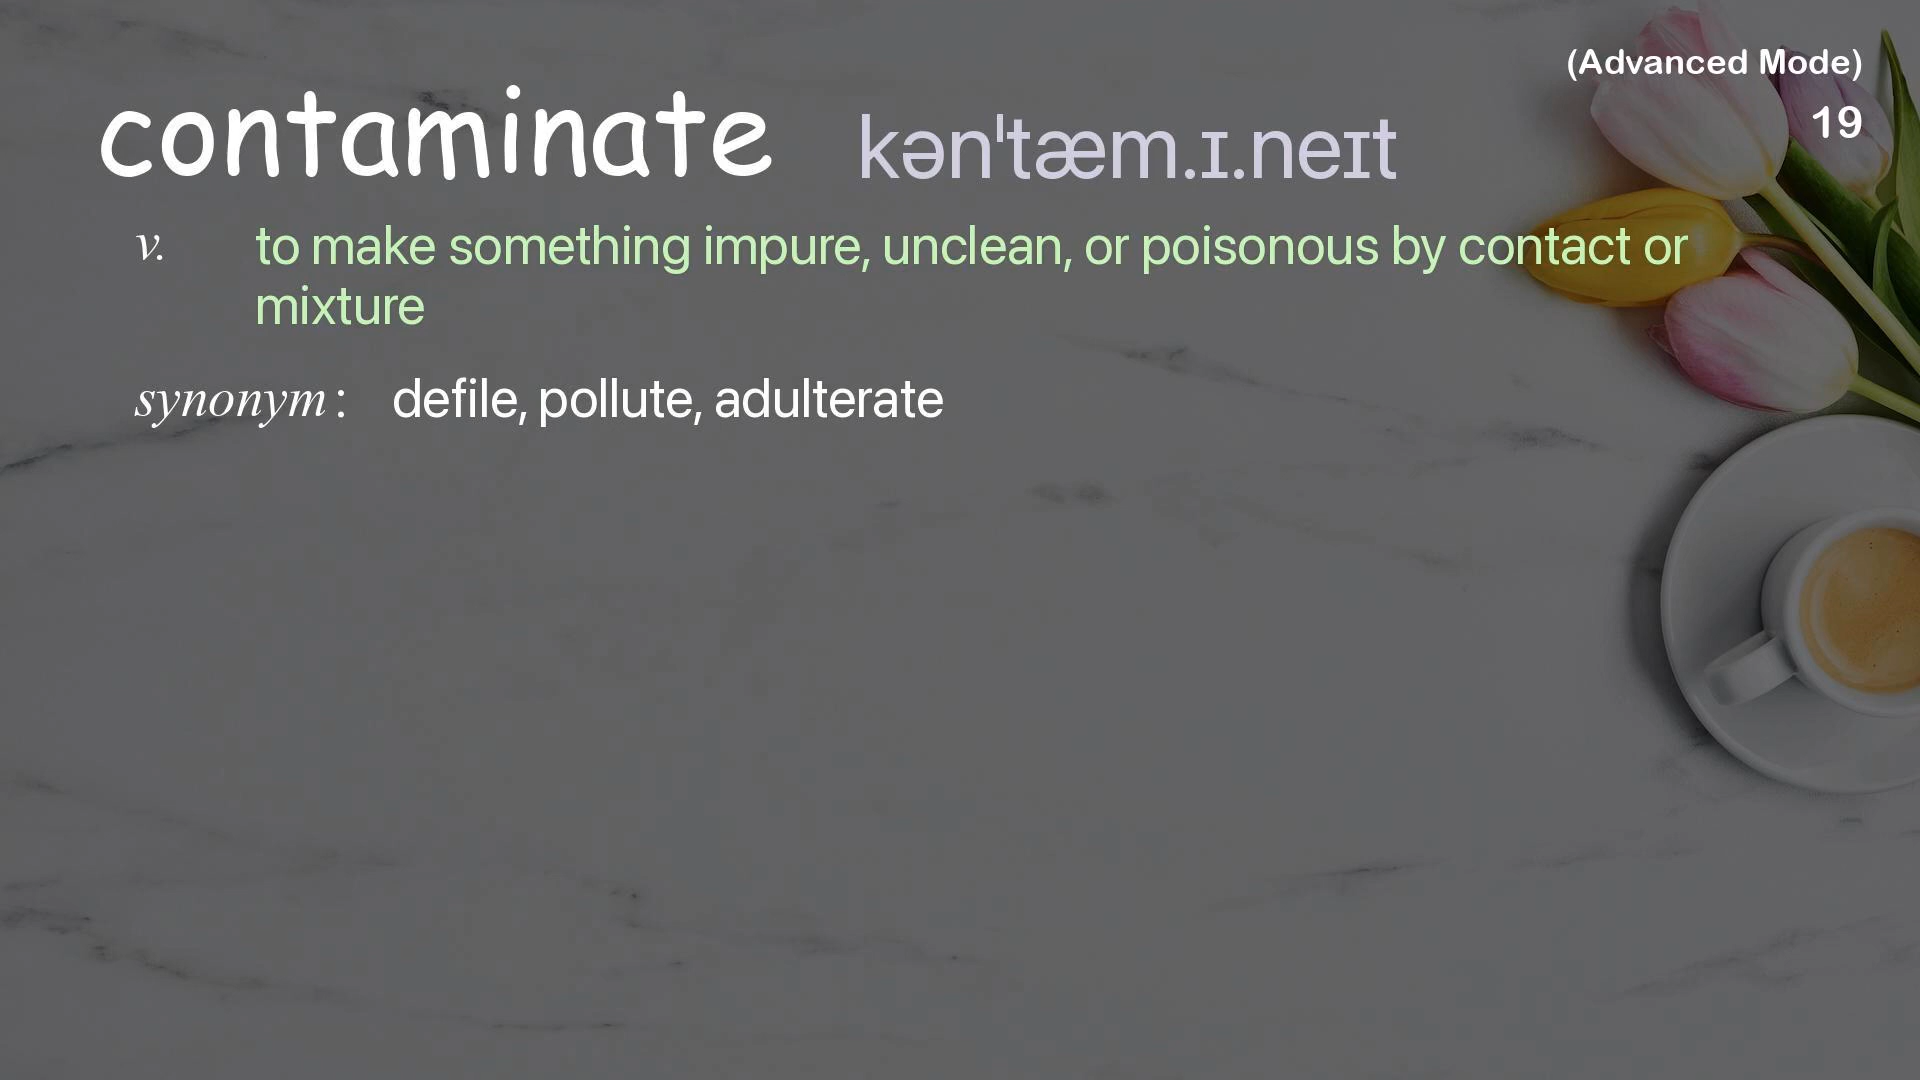 (Advanced Mode)
19
contaminate kənˈtæm.ɪ.neɪt
v. to make something impure, unclean, or poisonous by contact or
mixture
synonym: defile, pollute, adulterate